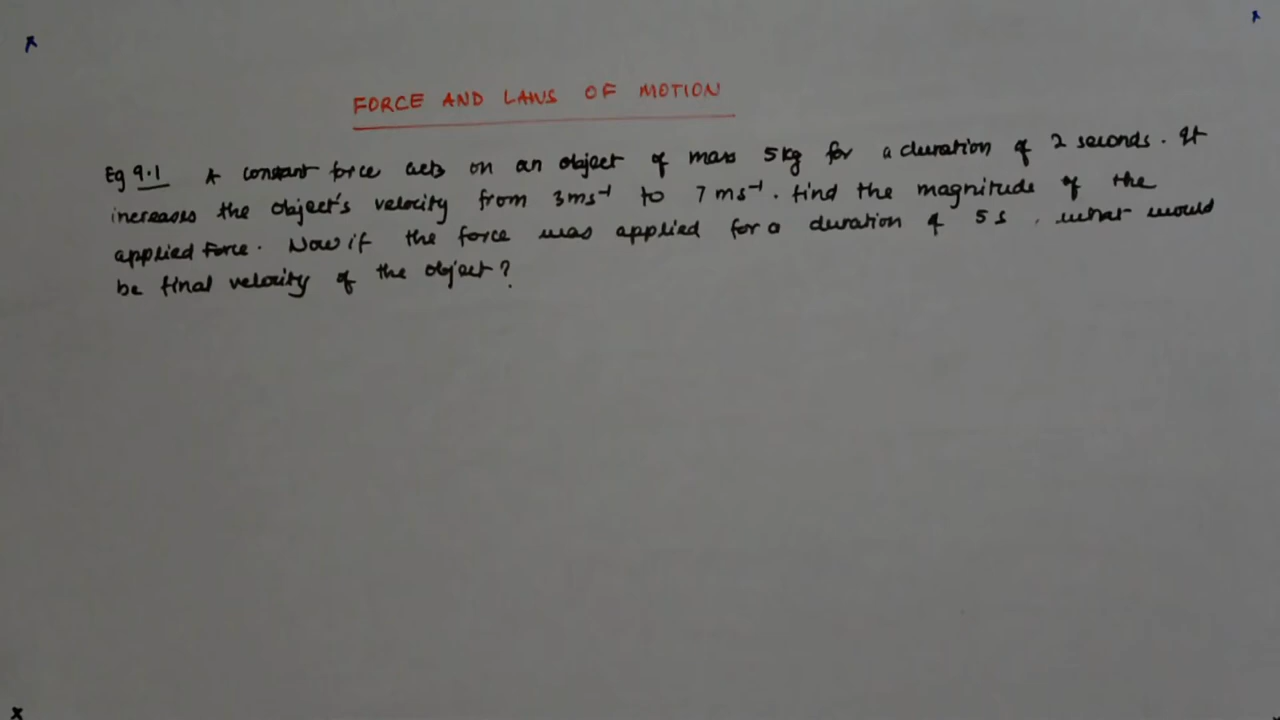 FORCE AND LAWS OF MOTION
Eg 9.1 A constant force acts on an object of mass 5kg for a duration of 2 seconds. It
increases the object's velocity from 3ms⁻¹ to 7ms⁻¹. Find the magnitude of the
applied force. Now if the force was applied for a duration of 5s, what would
be final velocity of the object?